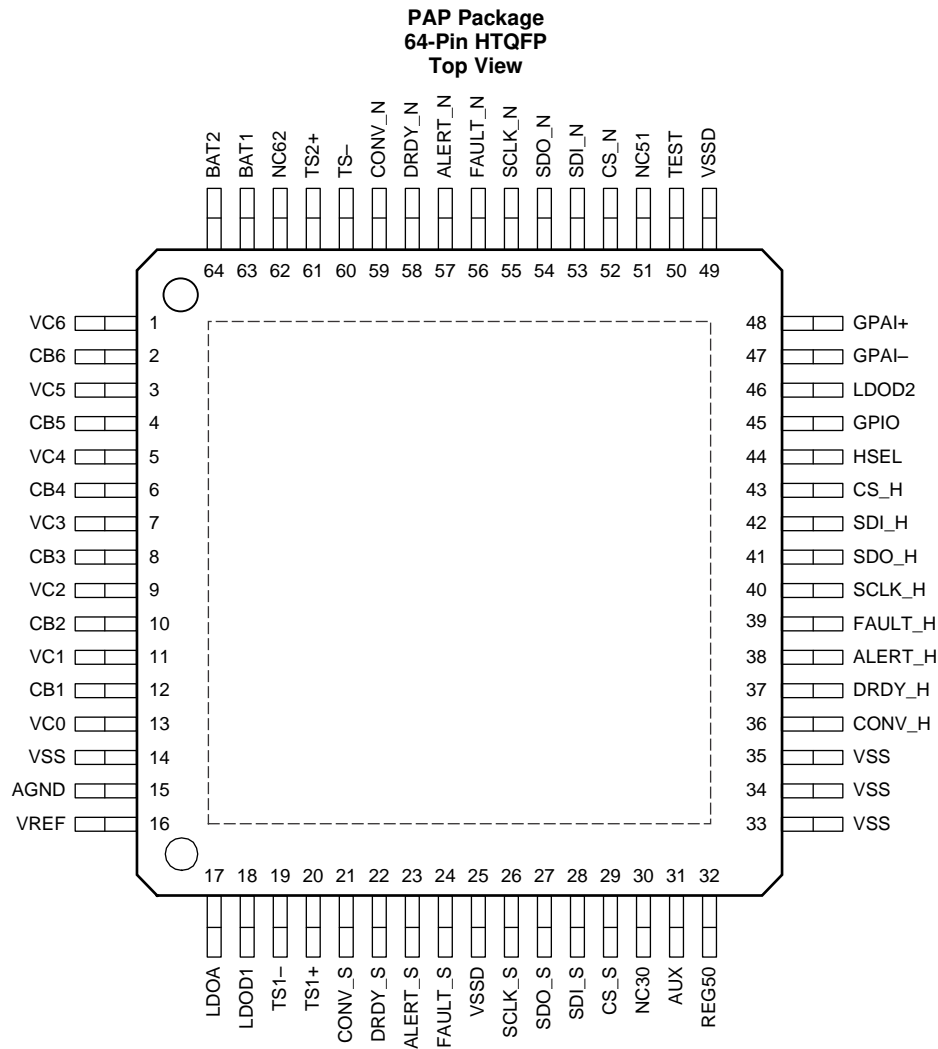 PAP Package
64-Pin HTQFP
Top View
BAT2
BAT1
NC62
TS2+
TS–
CONV_N
DRDY_N
ALERT_N
FAULT_N
SCLK_N
SDO_N
SDI_N
CS_N
NC51
TEST
VSSD
64 63 62 61 60 59 58 57 56 55 54 53 52 51 50 49
VC6 1
CB6 2
VC5 3
CB5 4
VC4 5
CB4 6
VC3 7
CB3 8
VC2 9
CB2 10
VC1 11
CB1 12
VC0 13
VSS 14
AGND 15
VREF 16
48 GPAI+
47 GPAI–
46 LDOD2
45 GPIO
44 HSEL
43 CS_H
42 SDI_H
41 SDO_H
40 SCLK_H
39 FAULT_H
38 ALERT_H
37 DRDY_H
36 CONV_H
35 VSS
34 VSS
33 VSS
17 18 19 20 21 22 23 24 25 26 27 28 29 30 31 32
LDOA
LDOD1
TS1–
TS1+
CONV_S
DRDY_S
ALERT_S
FAULT_S
VSSD
SCLK_S
SDO_S
SDI_S
CS_S
NC30
AUX
REG50